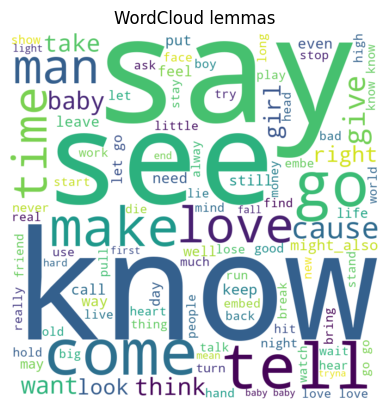 WordCloud lemmas
show
light
take
face
feel
put
ask
boy
say
even
stop
long
play
high
know know
man
baby
stay
try
girl
head
give
time
leave
let
little
let go
see
alway
still
embe
right
bad
money
world
work
end
need
start
never
real
die
lie
mind
fall
find
go
life
make
love
cause
might_also
friend
use
hard
pull
first
well
lose
good
much
new
stand
know
really
call
way
live
day
heart
thing
people
keep
embed
run
back
break
hit
night
bring
old
hold
may
big
come
talk
turn
tell
watch
wait
hear
go go
want
look
think
mean
hand
baby baby
tryna
love love